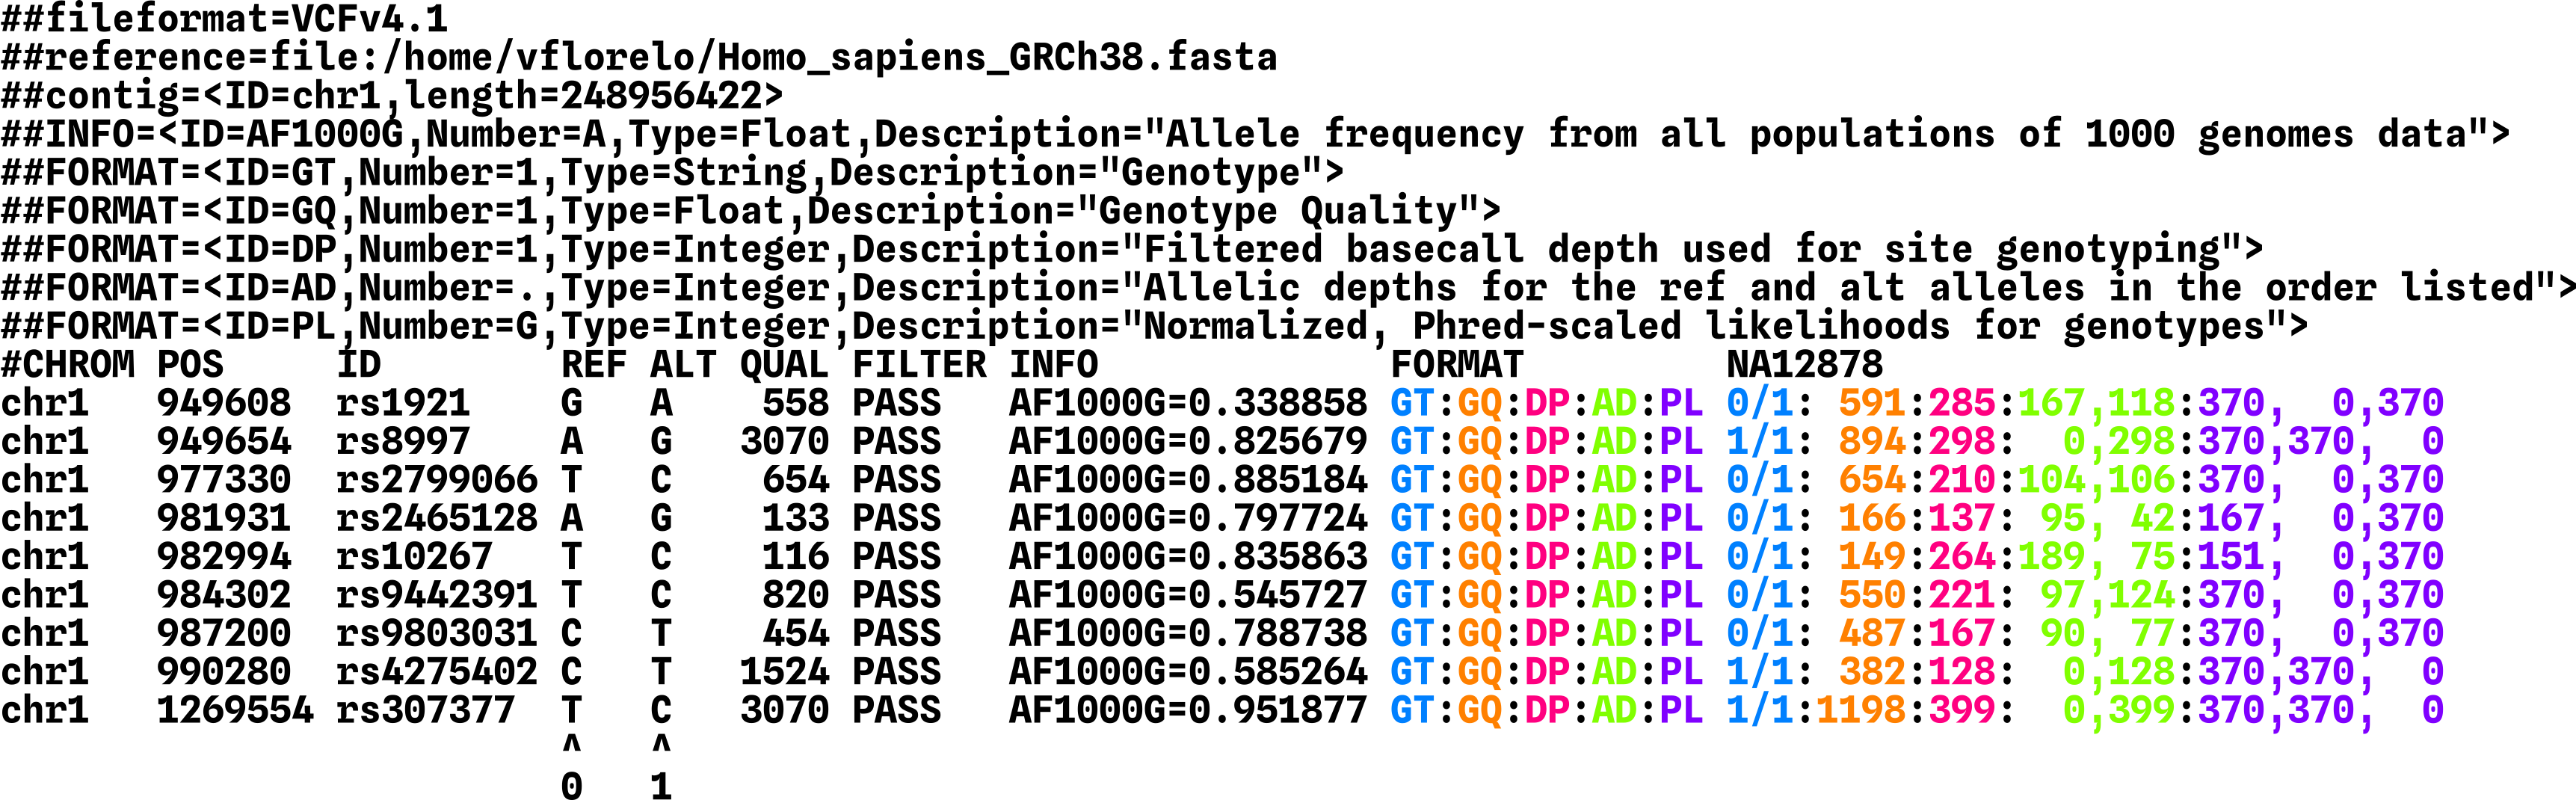 ##fileformat=VCFv4.1
##reference=file:/home/vflorelo/Homo_sapiens_GRCh38.fasta
##contig=<ID=chr1,length=248956422>
##INFO=<ID=AF1000G,Number=A,Type=Float,Description="Allele frequency from all populations of 1000 genomes data">
##FORMAT=<ID=GT,Number=1,Type=String,Description="Genotype">
##FORMAT=<ID=GQ,Number=1,Type=Float,Description="Genotype Quality">
##FORMAT=<ID=DP,Number=1,Type=Integer,Description="Filtered basecall depth used for site genotyping">
##FORMAT=<ID=AD,Number=.,Type=Integer,Description="Allelic depths for the ref and alt alleles in the order listed">
##FORMAT=<ID=PL,Number=G,Type=Integer,Description="Normalized, Phred-scaled likelihoods for genotypes">
#CHROM POS     ID        REF ALT QUAL FILTER INFO             FORMAT         NA12878
chr1   949608  rs1921    G   A    558 PASS   AF1000G=0.338858 GT:GQ:DP:AD:PL 0/1: 591:285:167,118:370,  0,370
chr1   949654  rs8997    A   G   3070 PASS   AF1000G=0.825679 GT:GQ:DP:AD:PL 1/1: 894:298:  0,298:370,370,  0
chr1   977330  rs2799066 T   C    654 PASS   AF1000G=0.885184 GT:GQ:DP:AD:PL 0/1: 654:210:104,106:370,  0,370
chr1   981931  rs2465128 A   G    133 PASS   AF1000G=0.797724 GT:GQ:DP:AD:PL 0/1: 166:137: 95, 42:167,  0,370
chr1   982994  rs10267   T   C    116 PASS   AF1000G=0.835863 GT:GQ:DP:AD:PL 0/1: 149:264:189, 75:151,  0,370
chr1   984302  rs9442391 T   C    820 PASS   AF1000G=0.545727 GT:GQ:DP:AD:PL 0/1: 550:221: 97,124:370,  0,370
chr1   987200  rs9803031 C   T    454 PASS   AF1000G=0.788738 GT:GQ:DP:AD:PL 0/1: 487:167: 90, 77:370,  0,370
chr1   990280  rs4275402 C   T   1524 PASS   AF1000G=0.585264 GT:GQ:DP:AD:PL 1/1: 382:128:  0,128:370,370,  0
chr1   1269554 rs307377  T   C   3070 PASS   AF1000G=0.951877 GT:GQ:DP:AD:PL 1/1:1198:399:  0,399:370,370,  0
^   ^
0   1